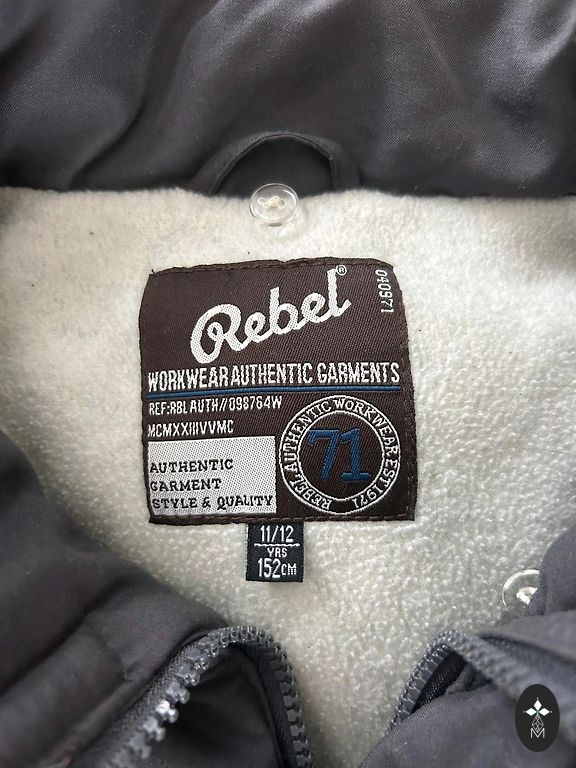 Rebel®
040971
WORKWEAR AUTHENTIC GARMENTS
REF:RBL AUTH//098764W
MCMXXIIIVVMC
AUTHENTIC
GARMENT
STYLE & QUALITY
REBEL AUTHENTIC WORKWEAR EST 1971
71
11/12
YRS
152CM
M